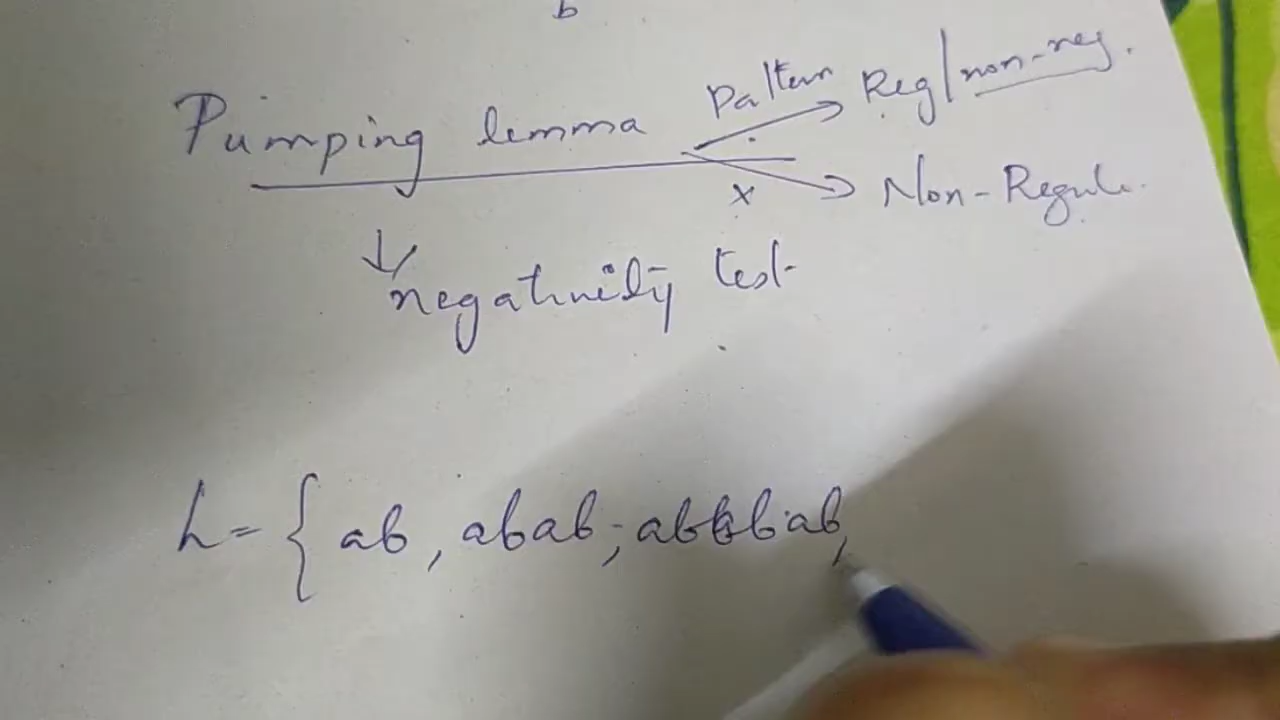 b
Pumping lemma
Pattern Reg/non-reg.
x Non-Regul.
↓
negativity test
L = { ab, abab, abbbab,